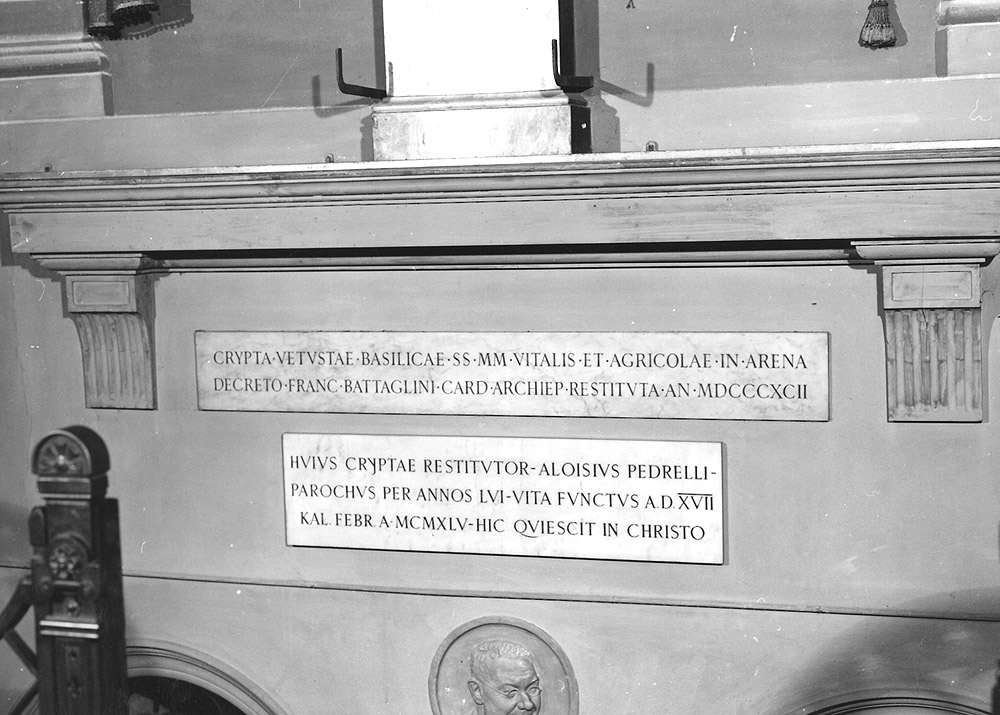 CRYPTA·VETVSTAE·BASILICAE·SS·MM·VITALIS·ET·AGRICOLAE·IN·ARENA
DECRETO·FRANC·BATTAGLINI·CARD·ARCHIEP·RESTITVTA·AN·MDCCCXCII
HVIVS CRYPTAE RESTITVTOR-ALOISIVS PEDRELLI-
PAROCHVS PER ANNOS LVI-VITA FVNCTVS A.D. XVII
KAL. FEBR. A·MCMXLV-HIC QVIESCIT IN CHRISTO